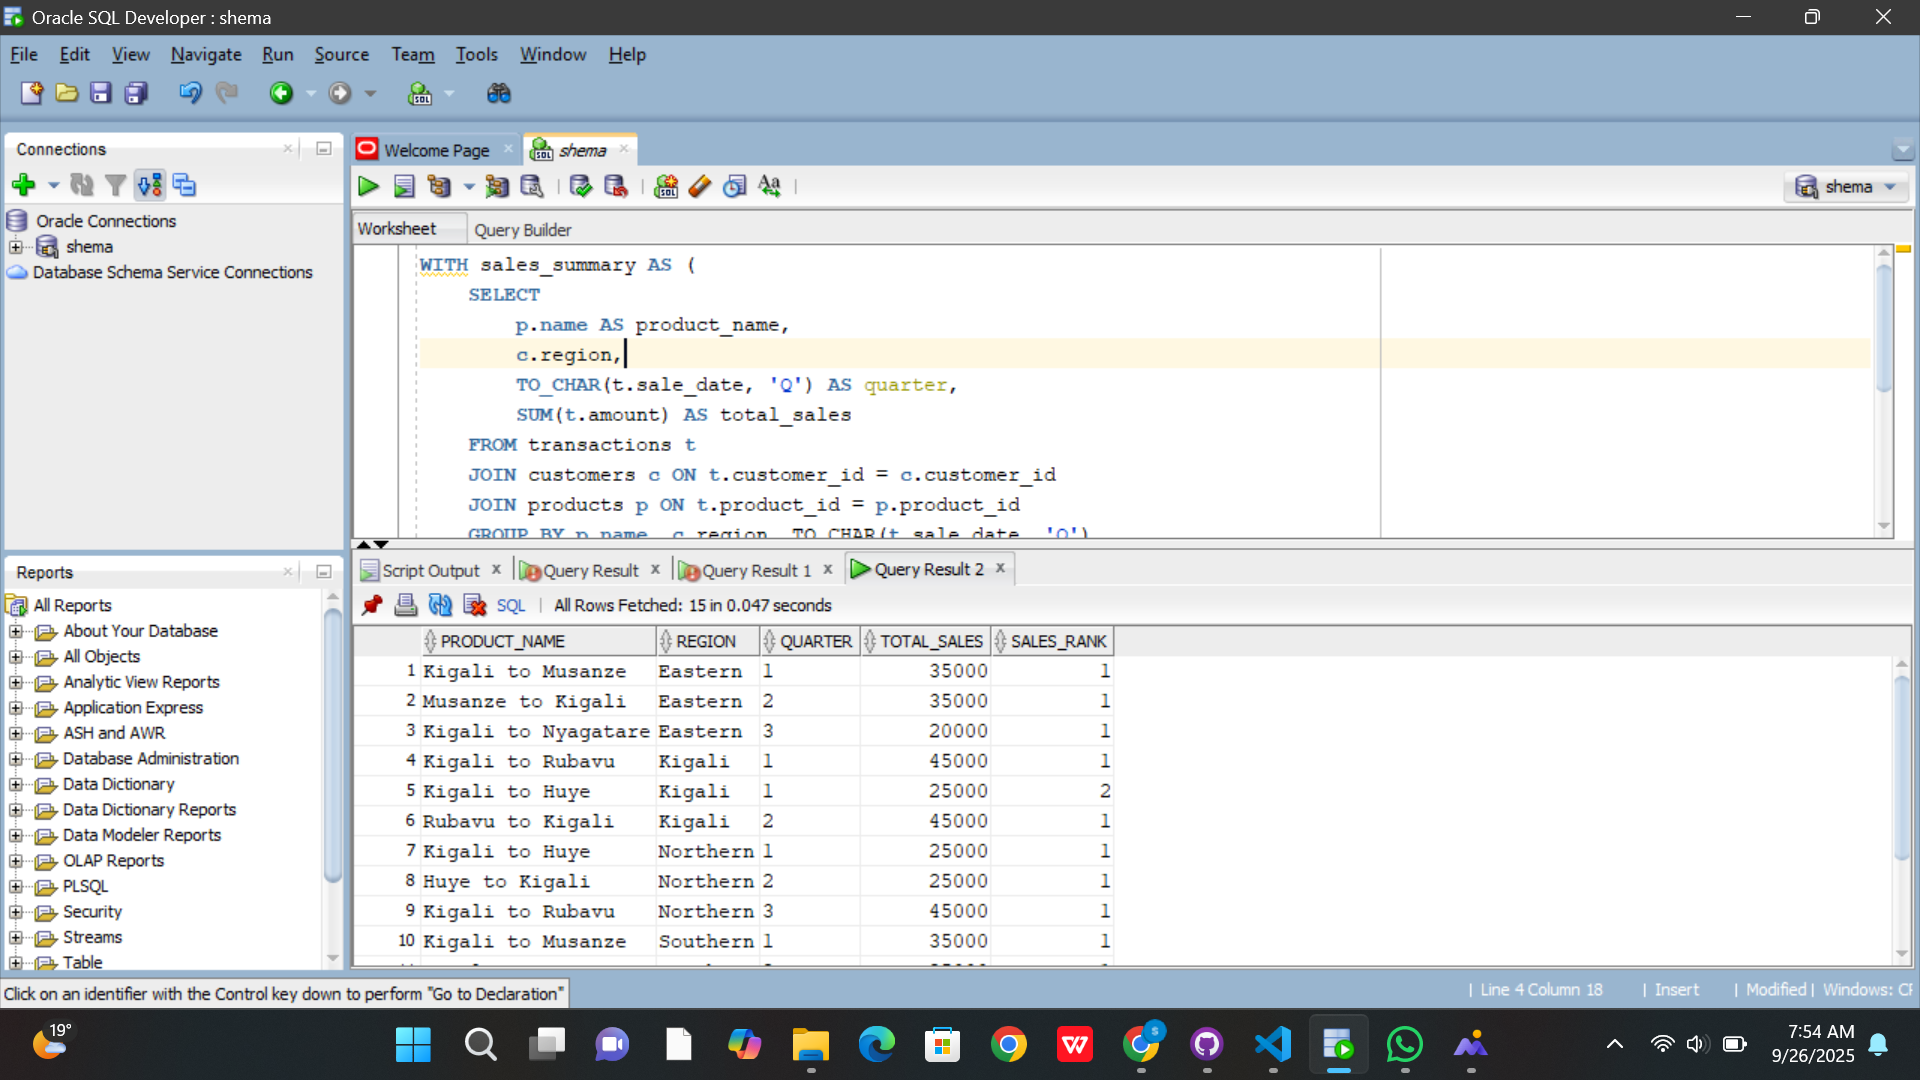 Oracle SQL Developer : shema
File Edit View Navigate Run Source Team Tools Window Help
Connections
Oracle Connections
shema
Database Schema Service Connections
Reports
All Reports
About Your Database
All Objects
Analytic View Reports
Application Express
ASH and AWR
Database Administration
Data Dictionary
Data Dictionary Reports
Data Modeler Reports
OLAP Reports
PLSQL
Security
Streams
Table
Welcome Page shema
shema
Worksheet Query Builder
WITH sales_summary AS (
SELECT
p.name AS product_name,
c.region,
TO_CHAR(t.sale_date, 'Q') AS quarter,
SUM(t.amount) AS total_sales
FROM transactions t
JOIN customers c ON t.customer_id = c.customer_id
JOIN products p ON t.product_id = p.product_id
GROUP BY p.name, c.region, TO_CHAR(t.sale_date, 'Q')
Script Output Query Result Query Result 1 Query Result 2
SQL All Rows Fetched: 15 in 0.047 seconds
PRODUCT_NAME REGION QUARTER TOTAL_SALES SALES_RANK
1 Kigali to Musanze Eastern 1 35000 1
2 Musanze to Kigali Eastern 2 35000 1
3 Kigali to Nyagatare Eastern 3 20000 1
4 Kigali to Rubavu Kigali 1 45000 1
5 Kigali to Huye Kigali 1 25000 2
6 Rubavu to Kigali Kigali 2 45000 1
7 Kigali to Huye Northern 1 25000 1
8 Huye to Kigali Northern 2 25000 1
9 Kigali to Rubavu Northern 3 45000 1
10 Kigali to Musanze Southern 1 35000 1
Click on an identifier with the Control key down to perform "Go to Declaration"
Line 4 Column 18 Insert Modified Windows: CR
19°
7:54 AM
9/26/2025